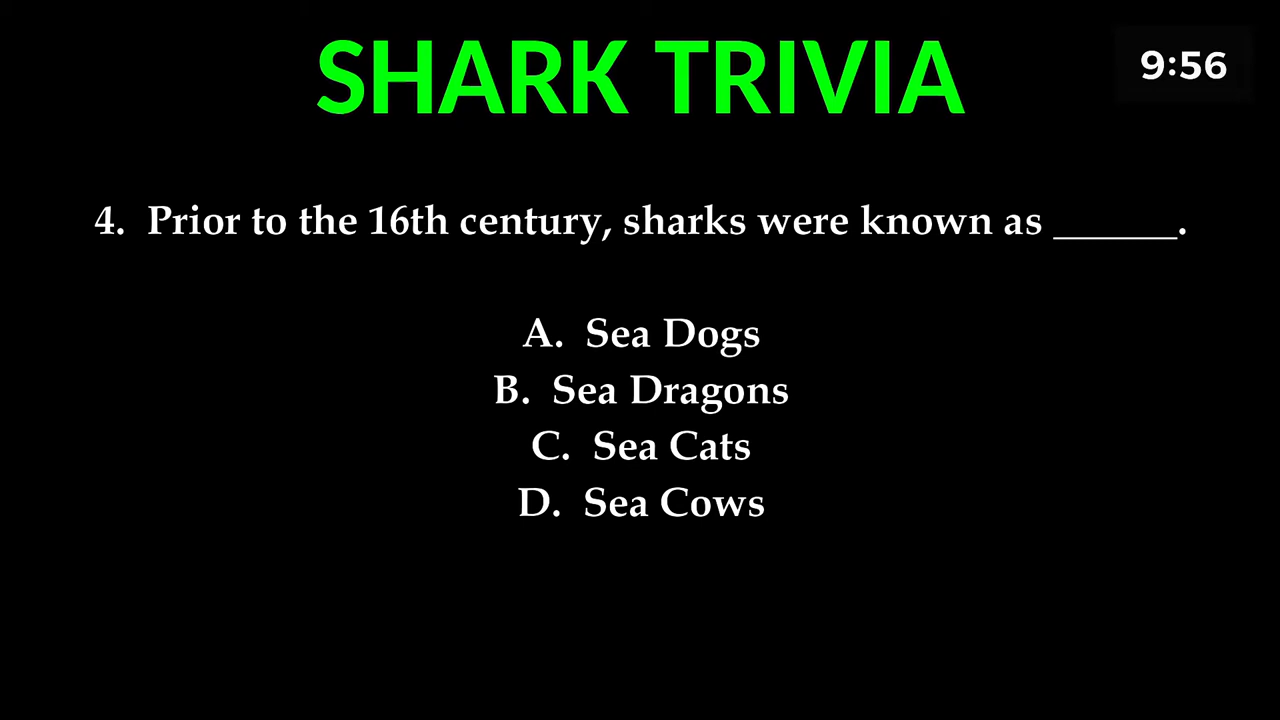 SHARK TRIVIA
9:56
4. Prior to the 16th century, sharks were known as ______.
A. Sea Dogs
B. Sea Dragons
C. Sea Cats
D. Sea Cows